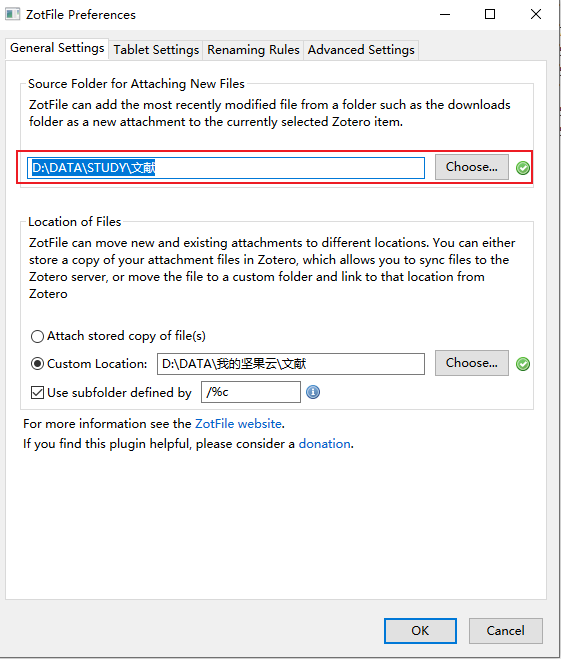 ZotFile Preferences
General Settings Tablet Settings Renaming Rules Advanced Settings
Source Folder for Attaching New Files
ZotFile can add the most recently modified file from a folder such as the downloads
folder as a new attachment to the currently selected Zotero item.
D:\DATA\STUDY\文献 Choose...
Location of Files
ZotFile can move new and existing attachments to different locations. You can either
store a copy of your attachment files in Zotero, which allows you to sync files to the
Zotero server, or move the file to a custom folder and link to that location from
Zotero
Attach stored copy of file(s)
Custom Location: D:\DATA\我的坚果云\文献 Choose...
Use subfolder defined by /%c
For more information see the ZotFile website.
If you find this plugin helpful, please consider a donation.
OK Cancel